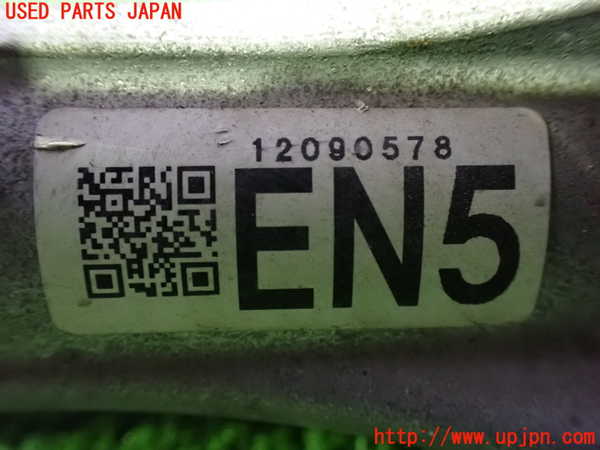 USED PARTS JAPAN
12090578
EN5
http://www.upjpn.com/